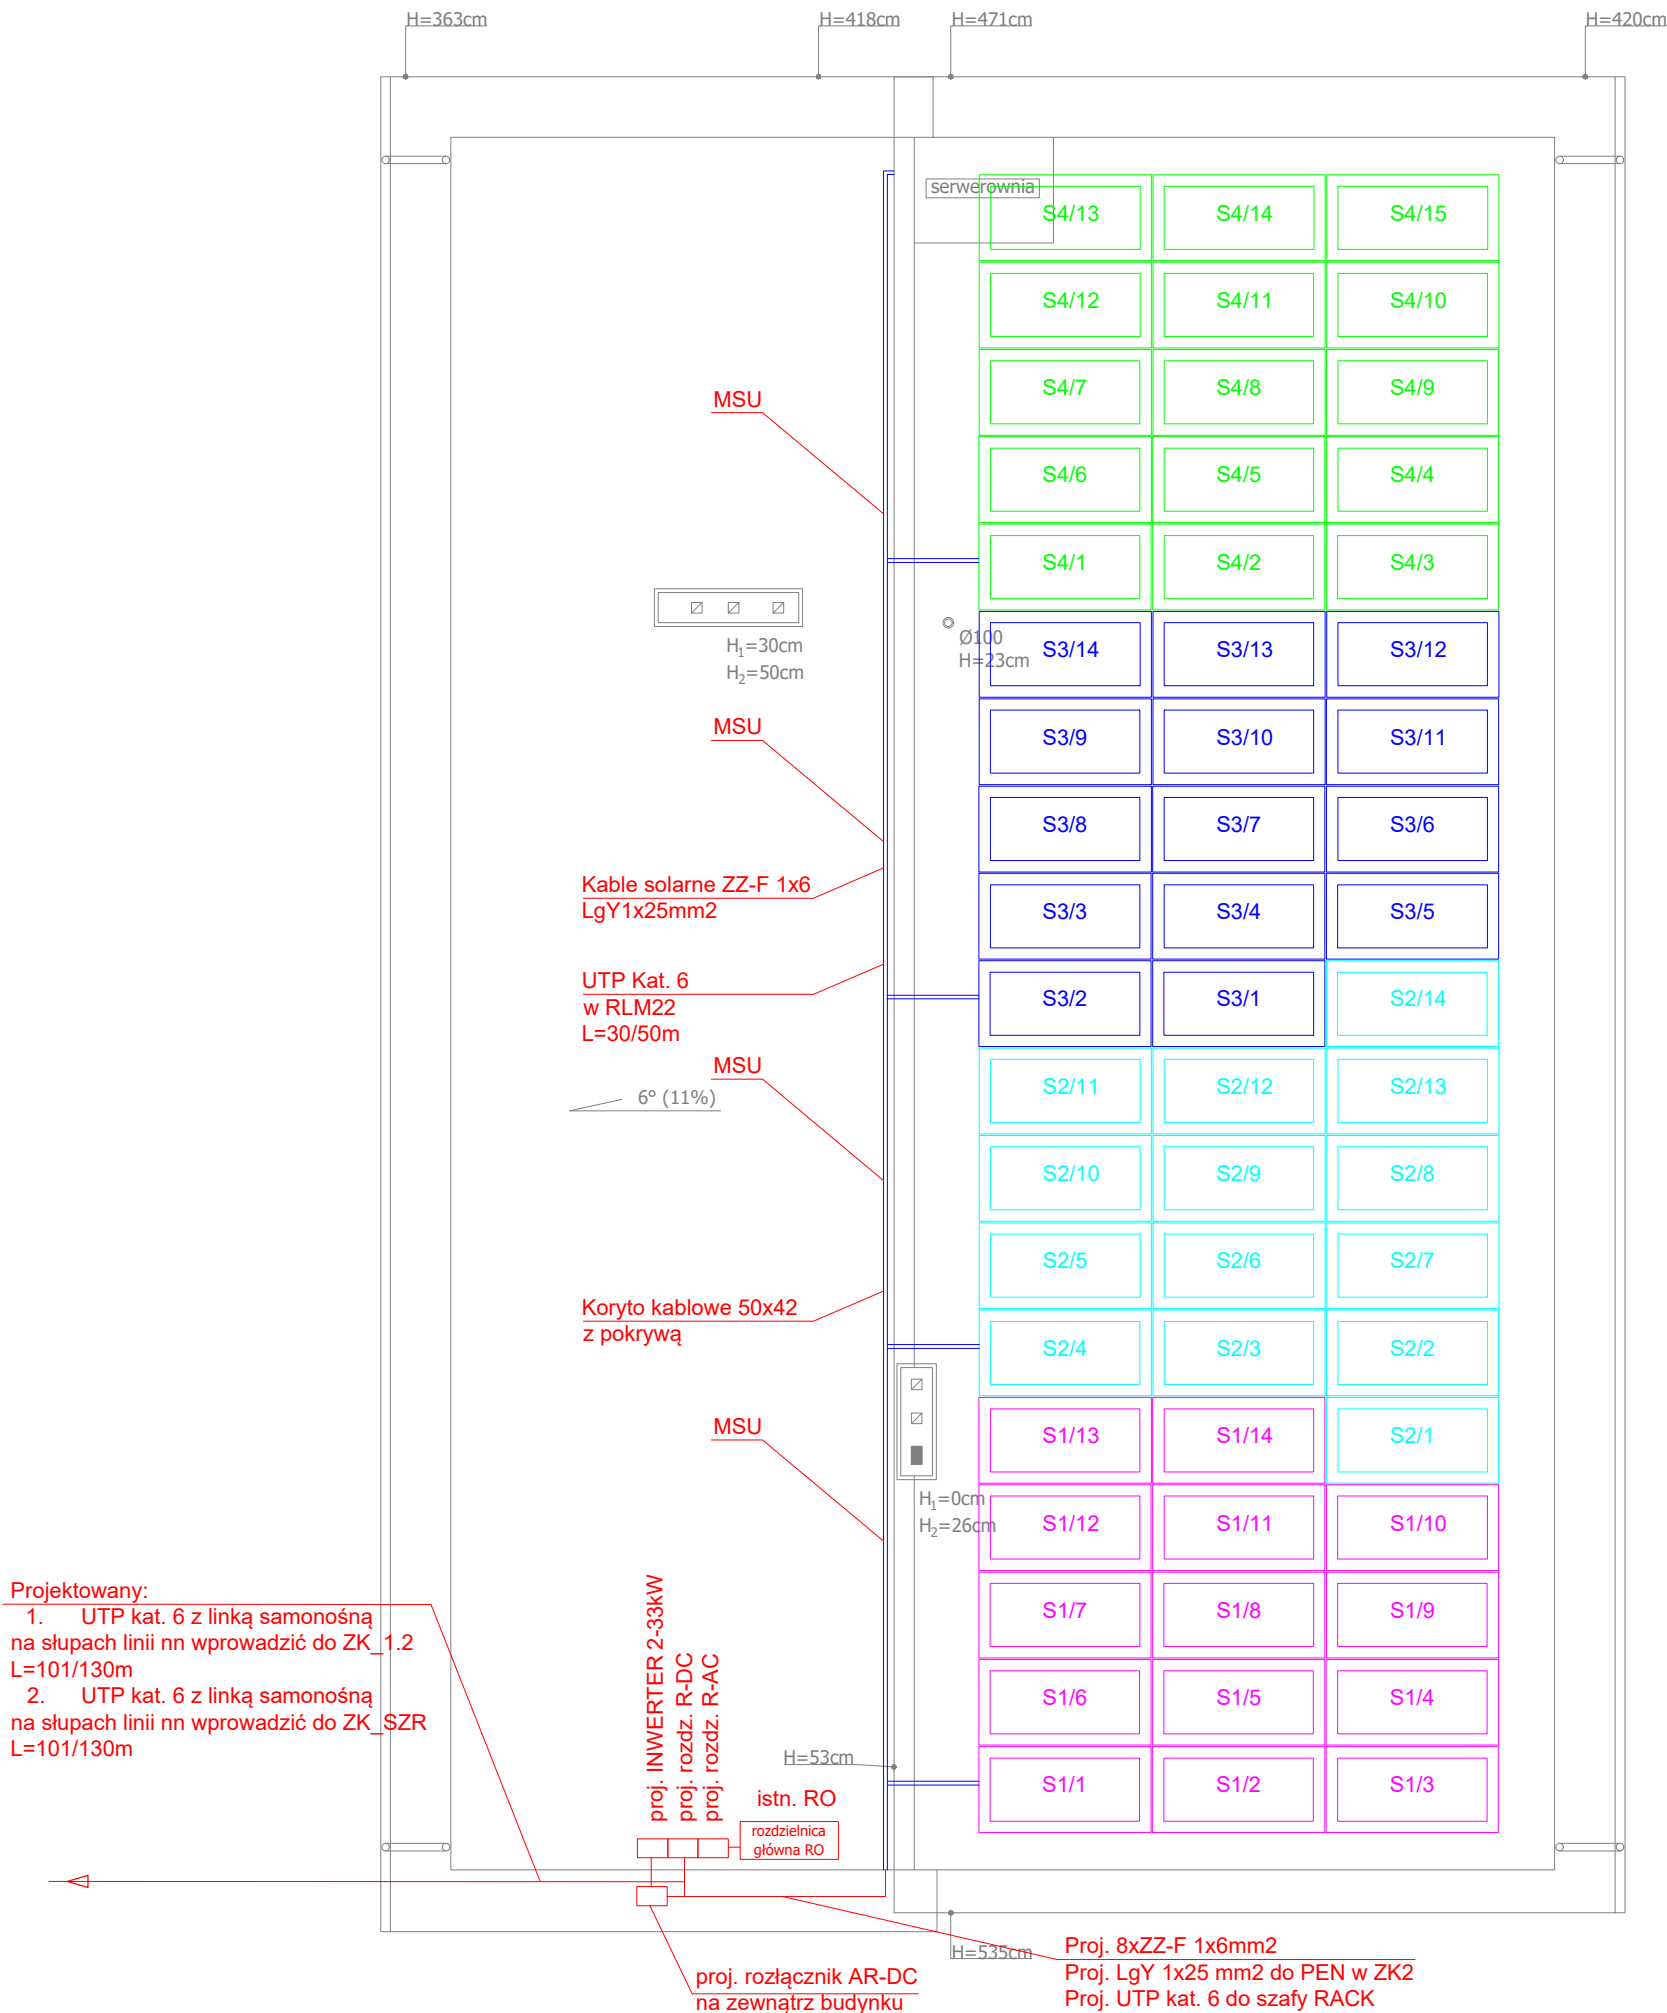 H=363cm
H=418cm
H=471cm
H=420cm
serwerownia
S4/13 S4/14 S4/15
S4/12 S4/11 S4/10
S4/7 S4/8 S4/9
MSU
S4/6 S4/5 S4/4
S4/1 S4/2 S4/3
H₁=30cm
H₂=50cm
Ø100
H=23cm
S3/14 S3/13 S3/12
MSU
S3/9 S3/10 S3/11
S3/8 S3/7 S3/6
Kable solarne ZZ-F 1x6
LgY1x25mm2
S3/3 S3/4 S3/5
UTP Kat. 6
w RLM22
L=30/50m
S3/2 S3/1 S2/14
MSU
6° (11%)
S2/11 S2/12 S2/13
S2/10 S2/9 S2/8
S2/5 S2/6 S2/7
Koryto kablowe 50x42
z pokrywą
S2/4 S2/3 S2/2
MSU
S1/13 S1/14 S2/1
H₁=0cm
H₂=26cm
S1/12 S1/11 S1/10
S1/7 S1/8 S1/9
S1/6 S1/5 S1/4
S1/1 S1/2 S1/3
Projektowany:
1. UTP kat. 6 z linką samonośną
na słupach linii nn wprowadzić do ZK_1.2
L=101/130m
2. UTP kat. 6 z linką samonośną
na słupach linii nn wprowadzić do ZK_SZR
L=101/130m
proj. INWERTER 2-33kW
proj. rozdz. R-DC
proj. rozdz. R-AC
H=53cm
istn. RO
rozdzielnica
główna RO
H=535cm
proj. rozłącznik AR-DC
na zewnątrz budynku
Proj. 8xZZ-F 1x6mm2
Proj. LgY 1x25 mm2 do PEN w ZK2
Proj. UTP kat. 6 do szafy RACK